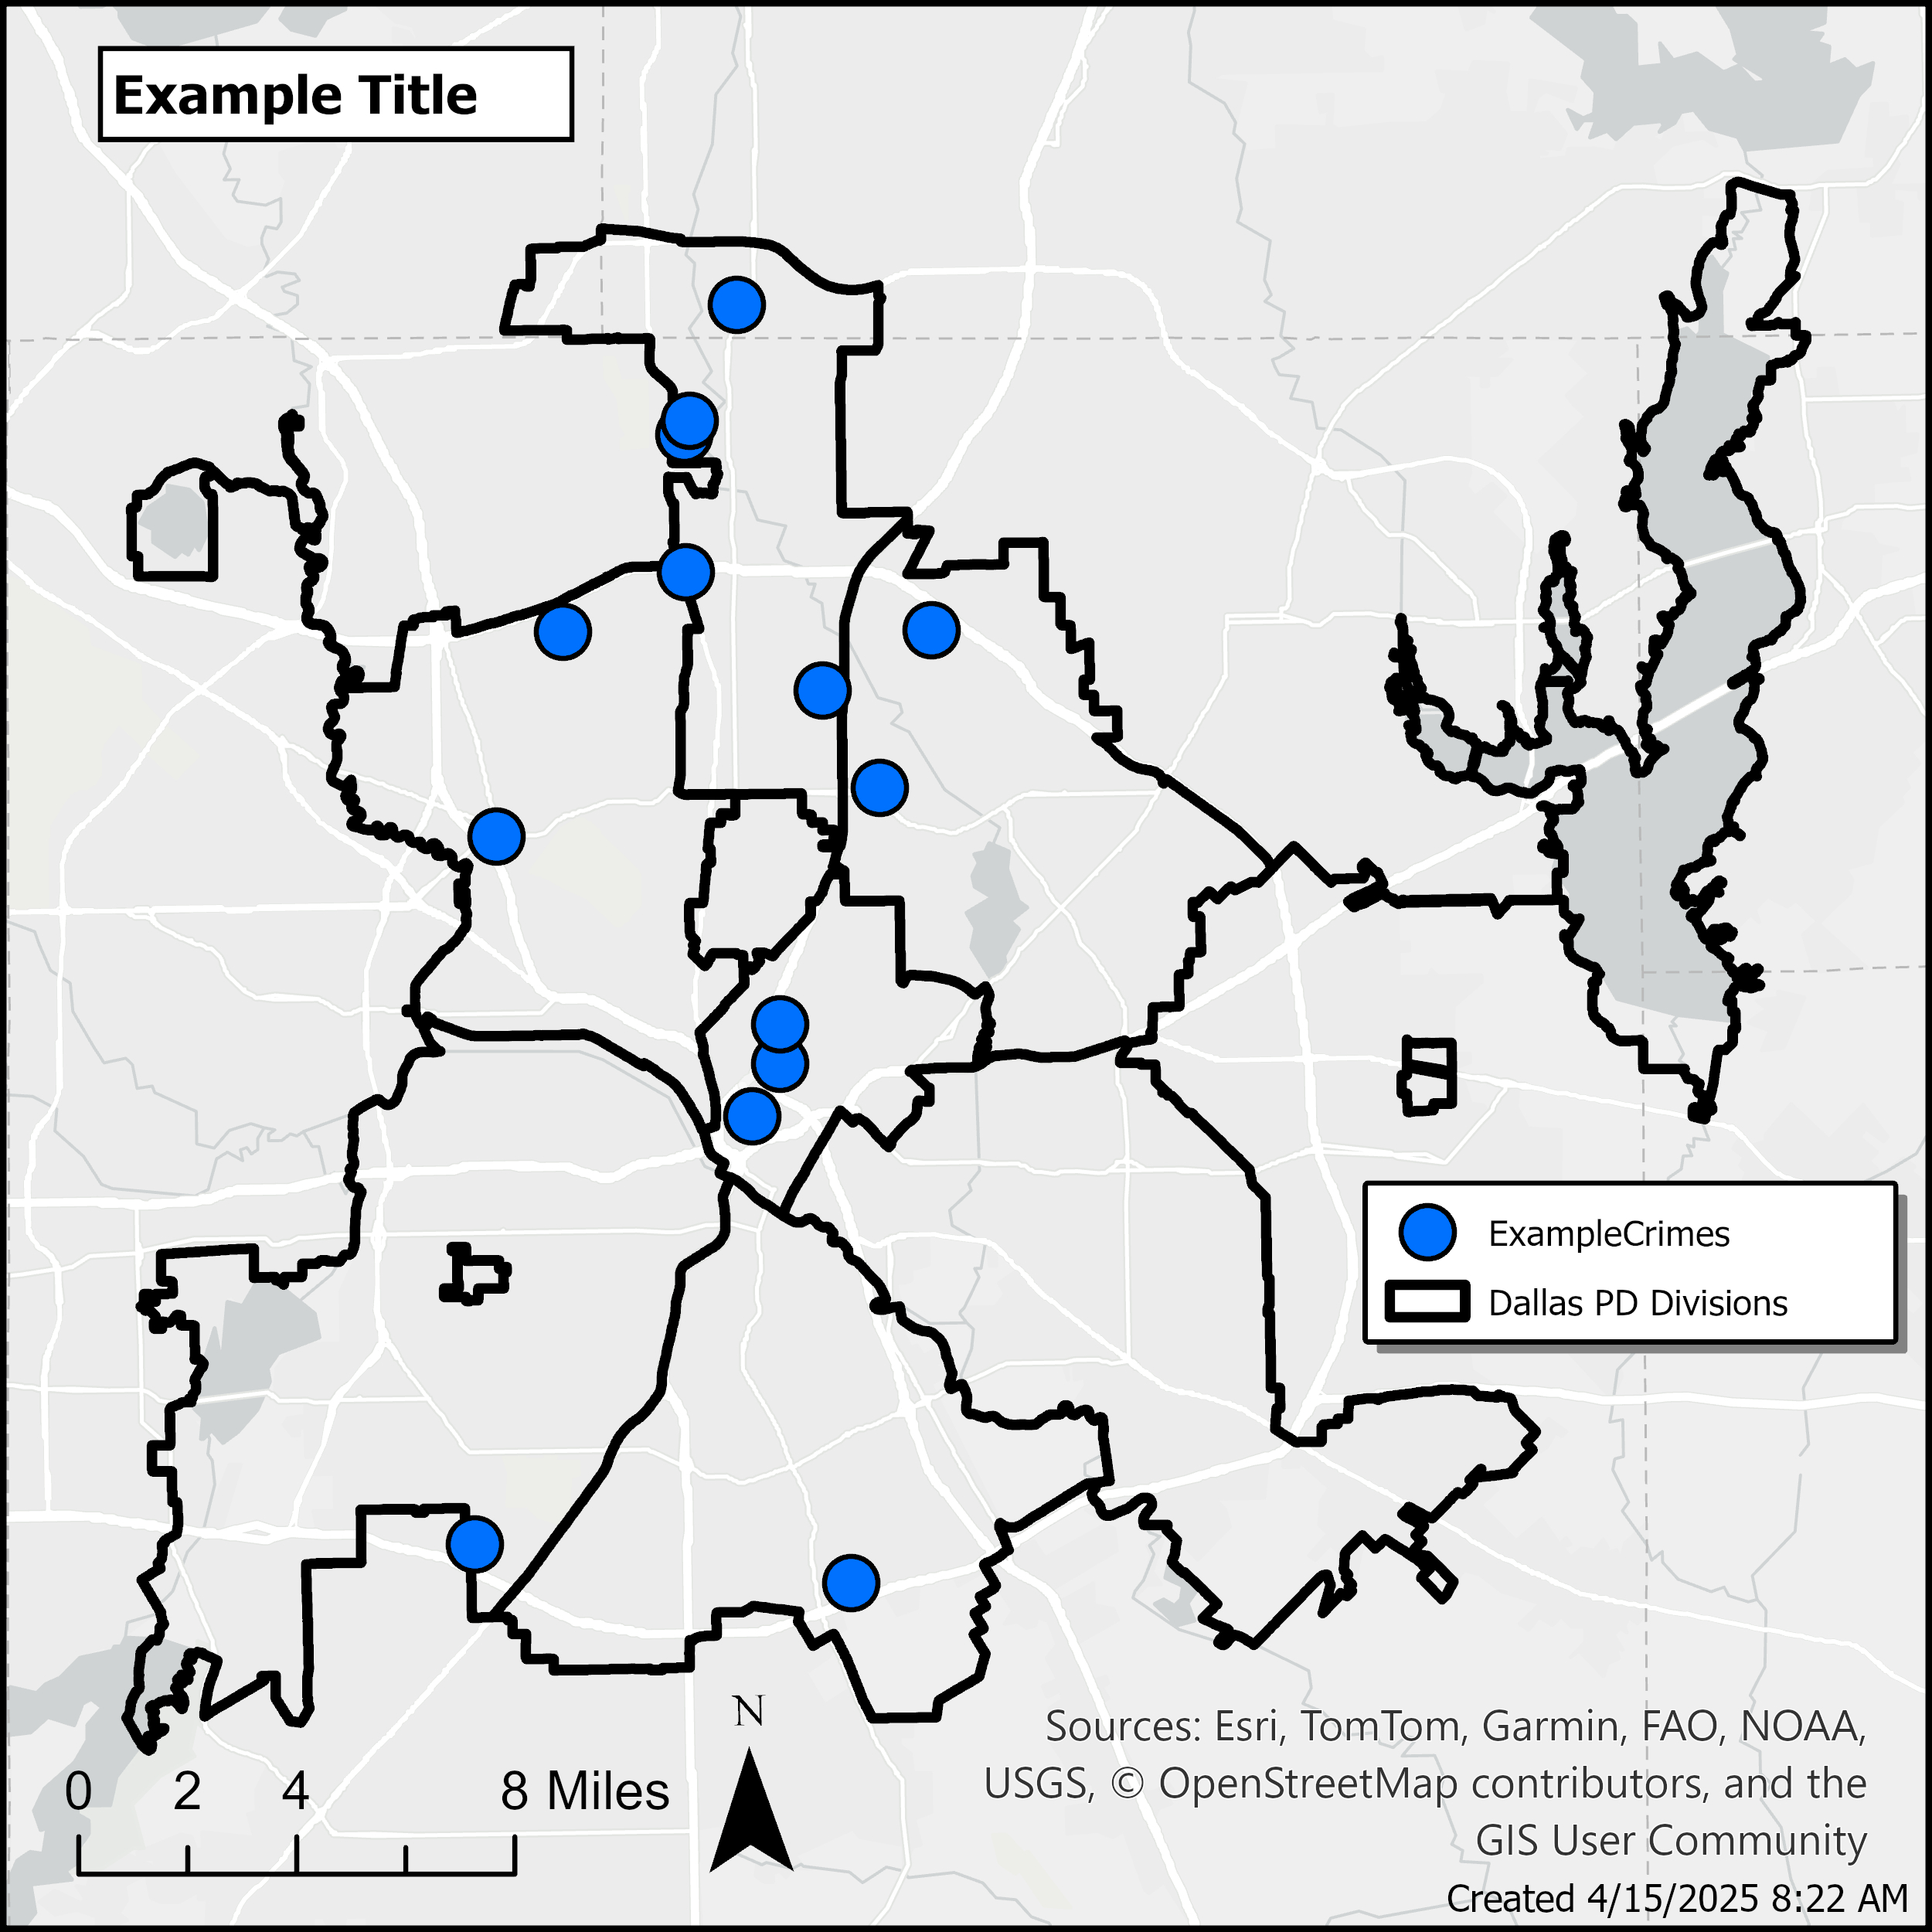 Example Title
ExampleCrimes
Dallas PD Divisions
N
0 2 4 8 Miles
Sources: Esri, TomTom, Garmin, FAO, NOAA,
USGS, © OpenStreetMap contributors, and the
GIS User Community
Created 4/15/2025 8:22 AM